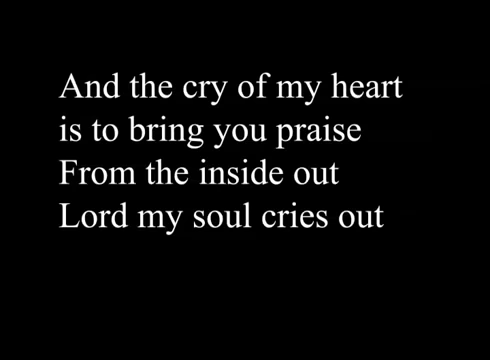 And the cry of my heart
is to bring you praise
From the inside out
Lord my soul cries out